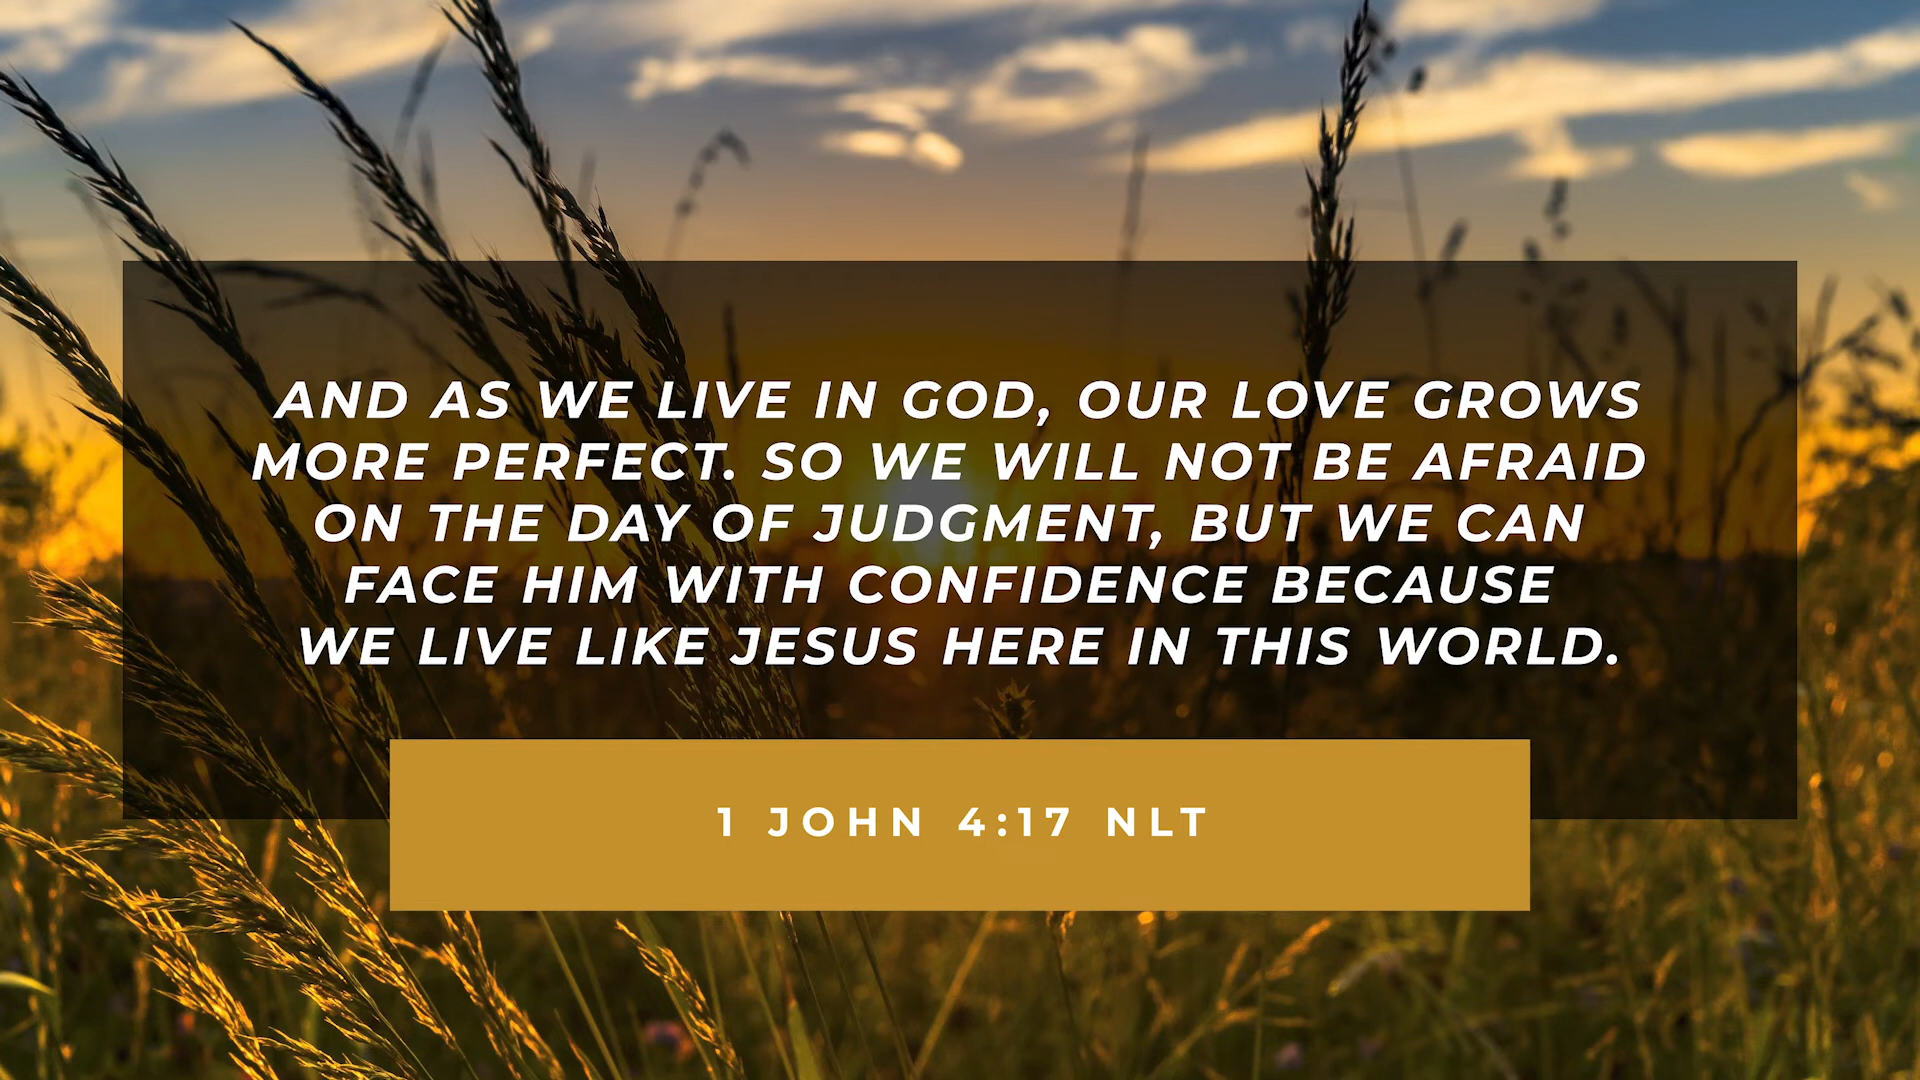 AND AS WE LIVE IN GOD, OUR LOVE GROWS
MORE PERFECT. SO WE WILL NOT BE AFRAID
ON THE DAY OF JUDGMENT, BUT WE CAN
FACE HIM WITH CONFIDENCE BECAUSE
WE LIVE LIKE JESUS HERE IN THIS WORLD.
1 JOHN 4:17 NLT